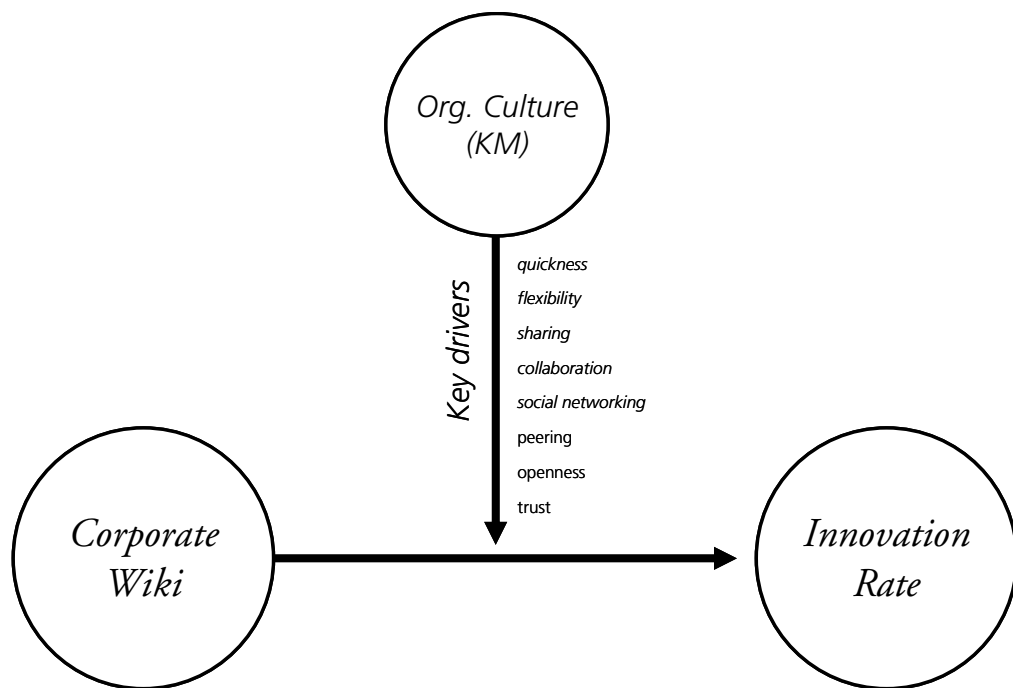 Org. Culture
(KM)
Key drivers
quickness
flexibility
sharing
collaboration
social networking
peering
openness
trust
Corporate
Wiki
Innovation
Rate